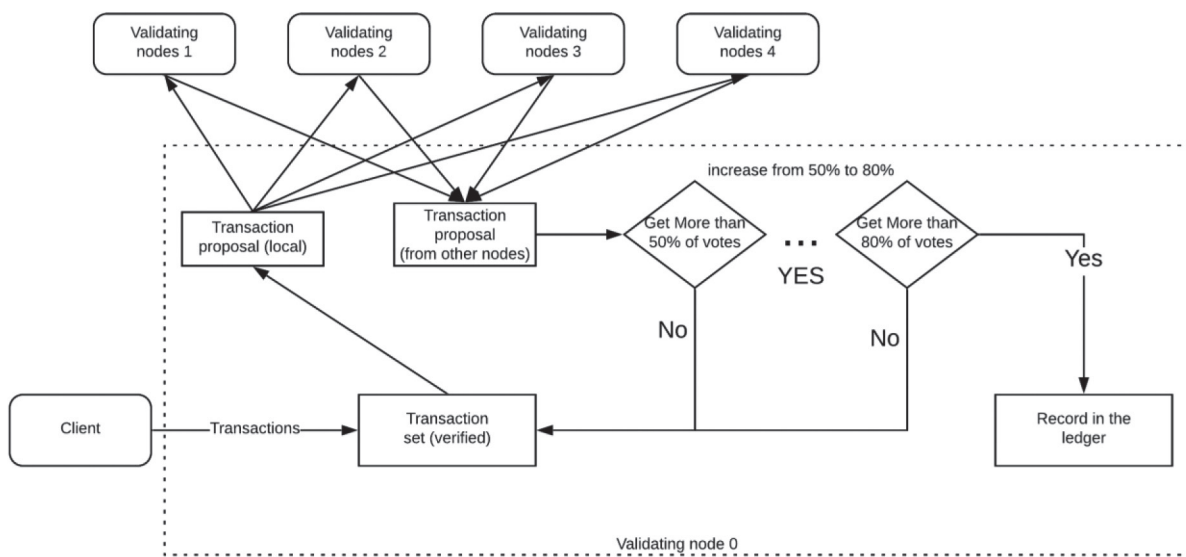 Validating
nodes 1
Validating
nodes 2
Validating
nodes 3
Validating
nodes 4
increase from 50% to 80%
Transaction
proposal (local)
Transaction
proposal
(from other nodes)
Get More than
50% of votes
...
YES
Get More than
80% of votes
Yes
No
No
Client
Transactions
Transaction
set (verified)
Record in the
ledger
Validating node 0